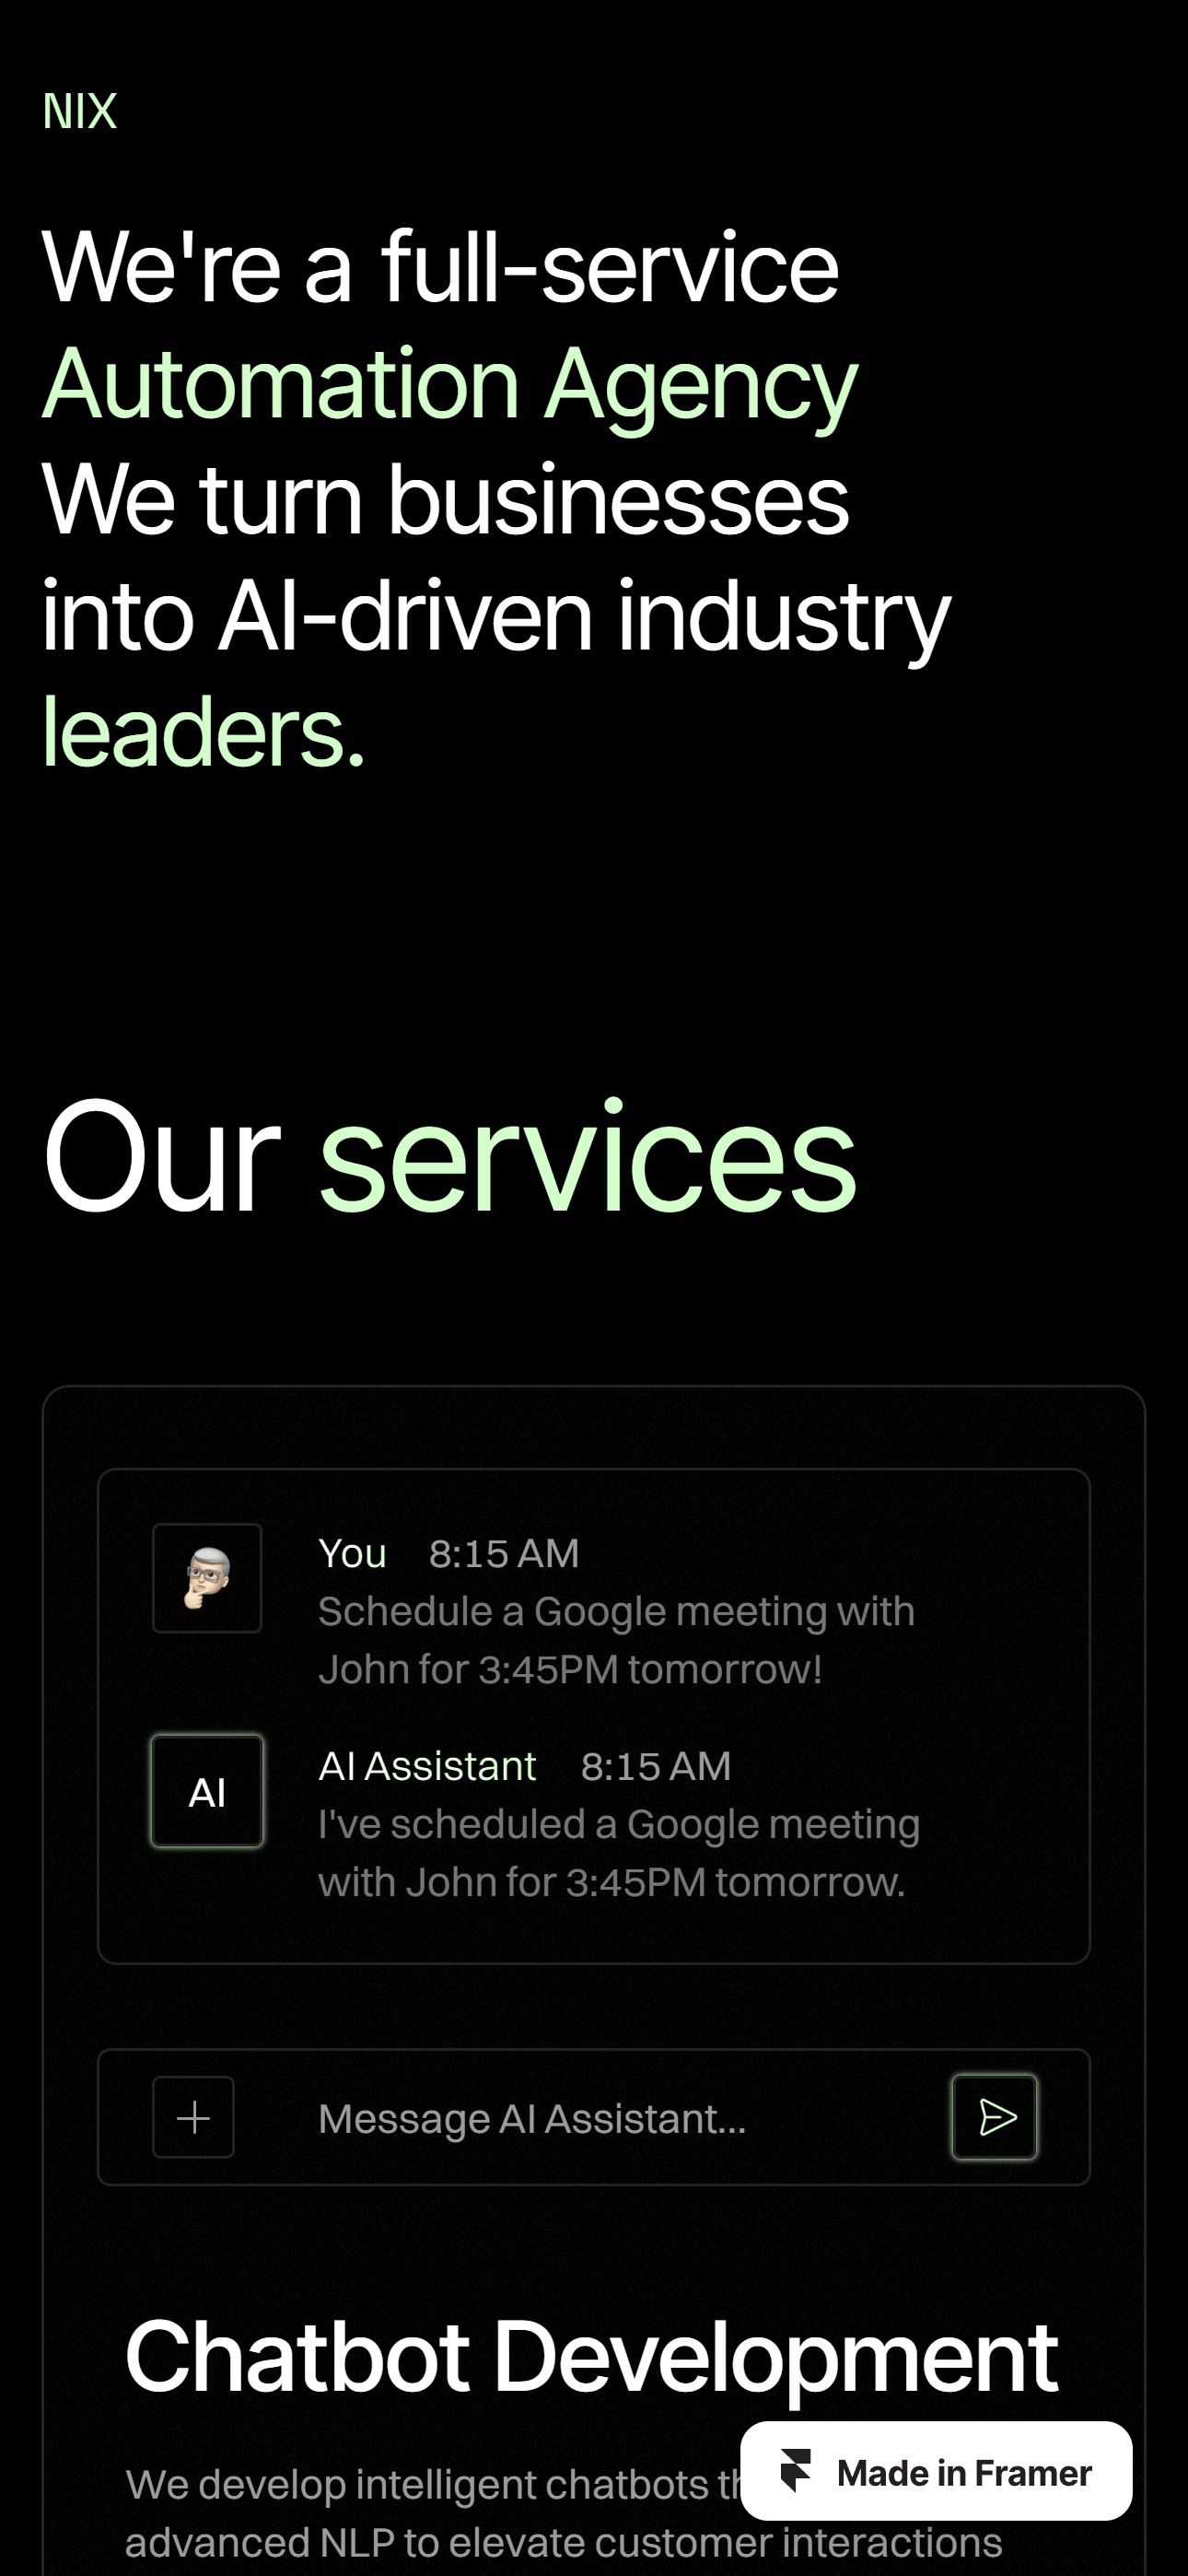 NIX
We're a full-service
Automation Agency
We turn businesses
into AI-driven industry
leaders.
Our services
You 8:15 AM
Schedule a Google meeting with
John for 3:45PM tomorrow!
AI
AI Assistant 8:15 AM
I've scheduled a Google meeting
with John for 3:45PM tomorrow.
Message AI Assistant...
Chatbot Development
We develop intelligent chatbots
Made in Framer
advanced NLP to elevate customer interactions